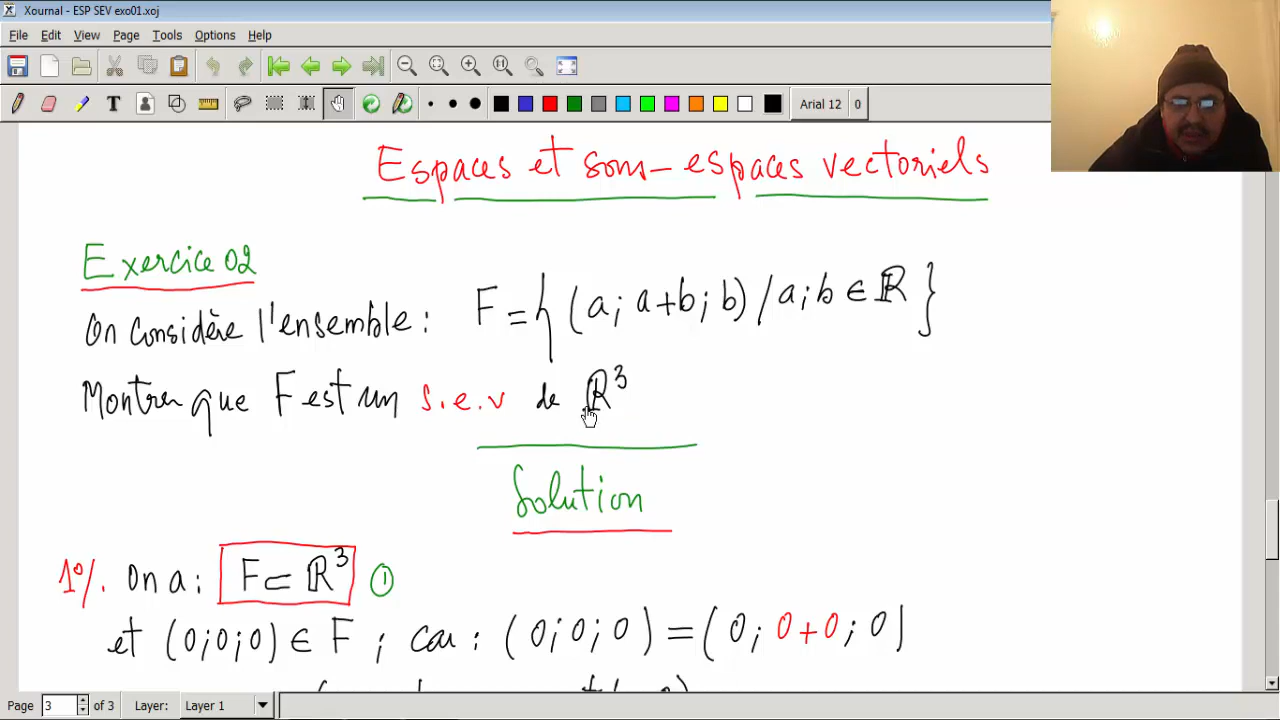 Xournal - ESP SEV exo01.xoj
File Edit View Page Tools Options Help
Arial 12 0
Espaces et sous-espaces vectoriels
Exercice 02
On Considère l'ensemble : F = { (a; a+b; b) / a; b ∈ ℝ }
Montrer que F est un s.e.v de ℝ³
Solution
1°/. On a : F ⊂ ℝ³ ①
et (0;0;0) ∈ F ; car : (0;0;0) = (0; 0+0; 0)
Page 3 of 3 Layer: Layer 1